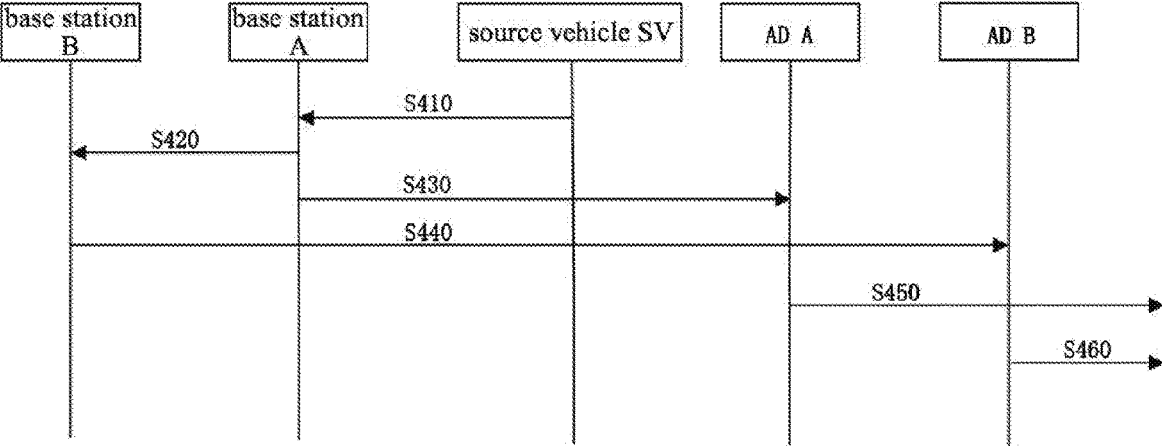 base station
B
base station
A
source vehicle SV
AD A
AD B
S410
S420
S430
S440
S450
S460